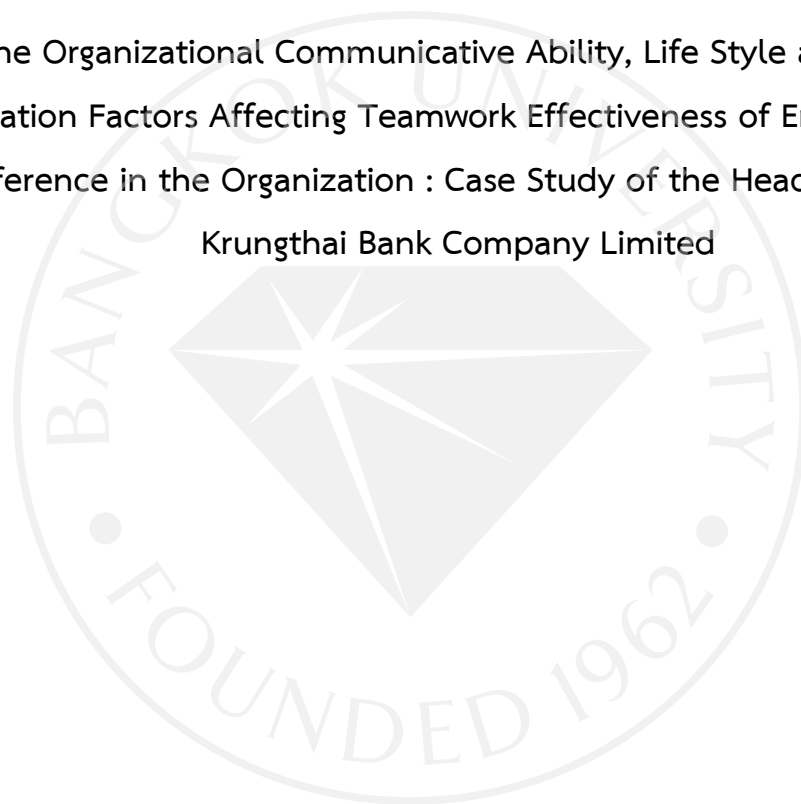 he Organizational Communicative Ability, Life Style a
ation Factors Affecting Teamwork Effectiveness of E
ference in the Organization : Case Study of the Head
Krungthai Bank Company Limited
BANGKOK UNIVERSITY
FOUNDED 1962